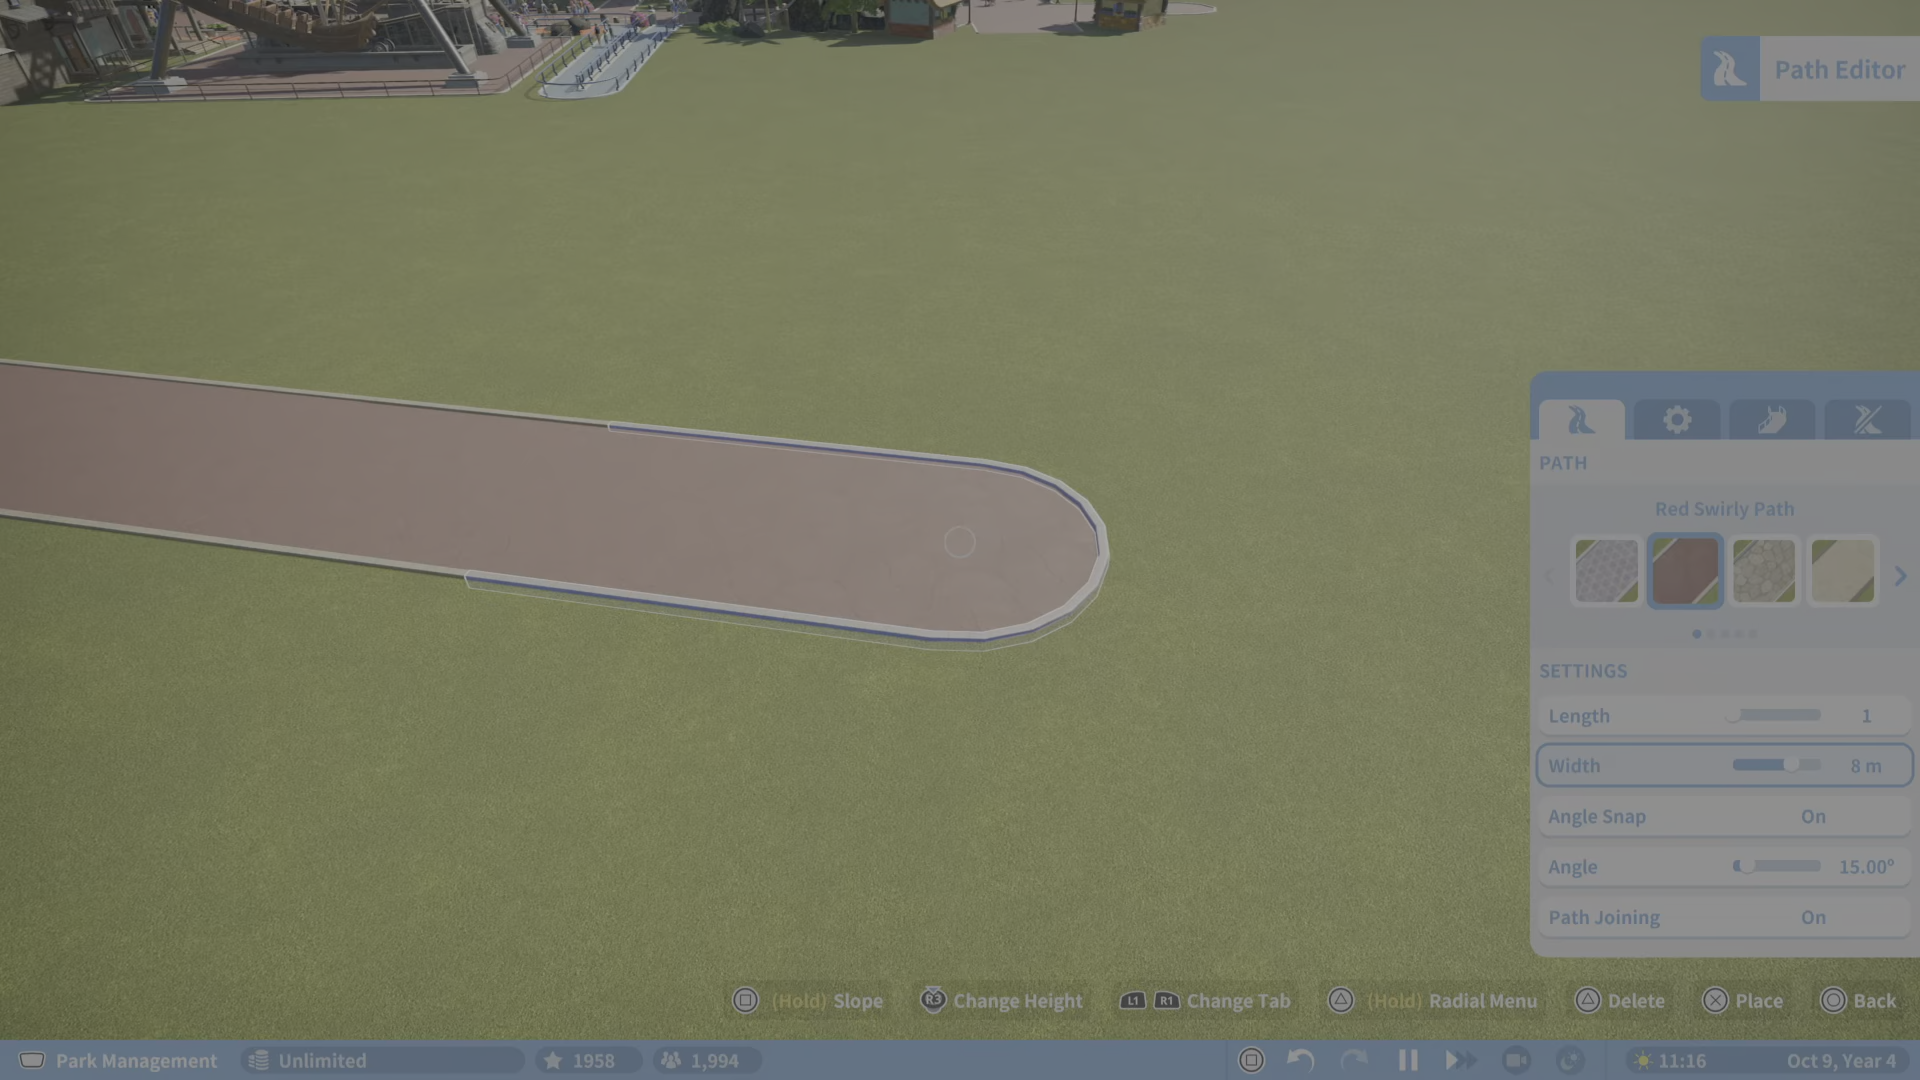 Path Editor
PATH
Red Swirly Path
SETTINGS
Length 1
Width 8 m
Angle Snap On
Angle 15.00°
Path Joining On
(Hold) Slope R3 Change Height L1 R1 Change Tab (Hold) Radial Menu Delete Place Back
Park Management Unlimited 1958 1,994 11:16 Oct 9, Year 4